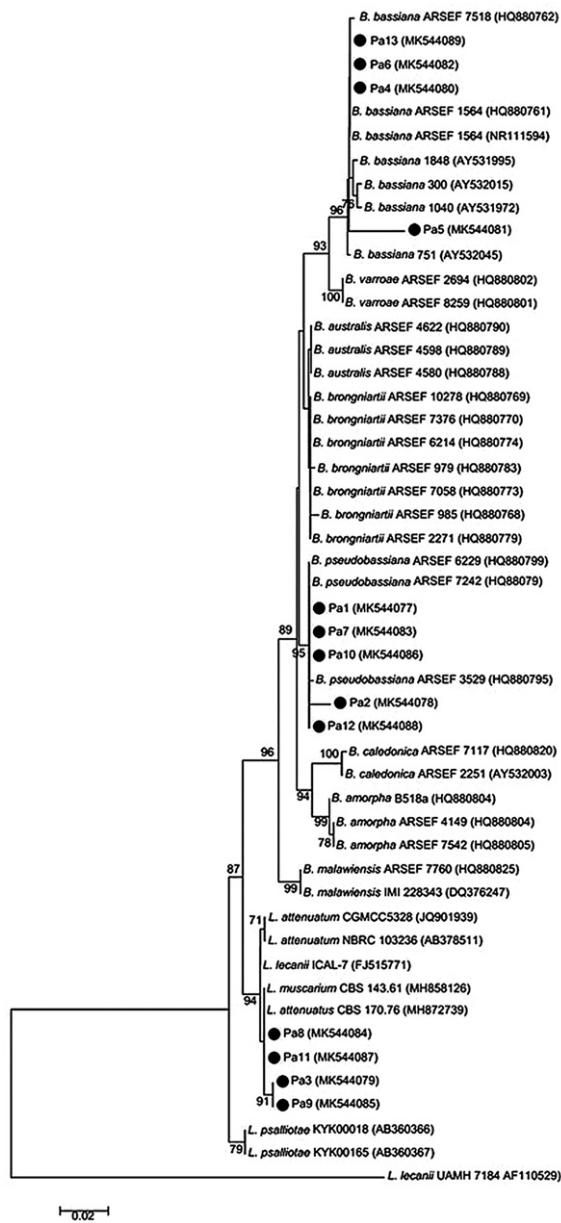 B. bassiana ARSEF 7518 (HQ880762)
Pa13 (MK544089)
Pa6 (MK544082)
Pa4 (MK544080)
B. bassiana ARSEF 1564 (HQ880761)
B. bassiana ARSEF 1564 (NR111594)
B. bassiana 1848 (AY531995)
B. bassiana 300 (AY532015)
76
96
B. bassiana 1040 (AY531972)
Pa5 (MK544081)
93
B. bassiana 751 (AY532045)
B. varroae ARSEF 2694 (HQ880802)
100
B. varroae ARSEF 8259 (HQ880801)
B. australis ARSEF 4622 (HQ880790)
B. australis ARSEF 4598 (HQ880789)
B. australis ARSEF 4580 (HQ880788)
B. brongniartii ARSEF 10278 (HQ880769)
B. brongniartii ARSEF 7376 (HQ880770)
B. brongniartii ARSEF 6214 (HQ880774)
B. brongniartii ARSEF 979 (HQ880783)
B. brongniartii ARSEF 7058 (HQ880773)
B. brongniartii ARSEF 985 (HQ880768)
B. brongniartii ARSEF 2271 (HQ880779)
B. pseudobassiana ARSEF 6229 (HQ880799)
B. pseudobassiana ARSEF 7242 (HQ88079)
Pa1 (MK544077)
89
Pa7 (MK544083)
95
Pa10 (MK544086)
B. pseudobassiana ARSEF 3529 (HQ880795)
Pa2 (MK544078)
Pa12 (MK544088)
96
100
B. caledonica ARSEF 7117 (HQ880820)
B. caledonica ARSEF 2251 (AY532003)
94
B. amorpha B518a (HQ880804)
99
B. amorpha ARSEF 4149 (HQ880804)
78
B. amorpha ARSEF 7542 (HQ880805)
87
B. malawiensis ARSEF 7760 (HQ880825)
99
B. malawiensis IMI 228343 (DQ376247)
71
L. attenuatum CGMCC5328 (JQ901939)
L. attenuatum NBRC 103236 (AB378511)
L. lecanii ICAL-7 (FJ515771)
L. muscarium CBS 143.61 (MH858126)
94
L. attenuatus CBS 170.76 (MH872739)
Pa8 (MK544084)
Pa11 (MK544087)
Pa3 (MK544079)
91
Pa9 (MK544085)
L. psalliotae KYK00018 (AB360366)
79
L. psalliotae KYK00165 (AB360367)
L. lecanii UAMH 7184 AF110529)
0.02